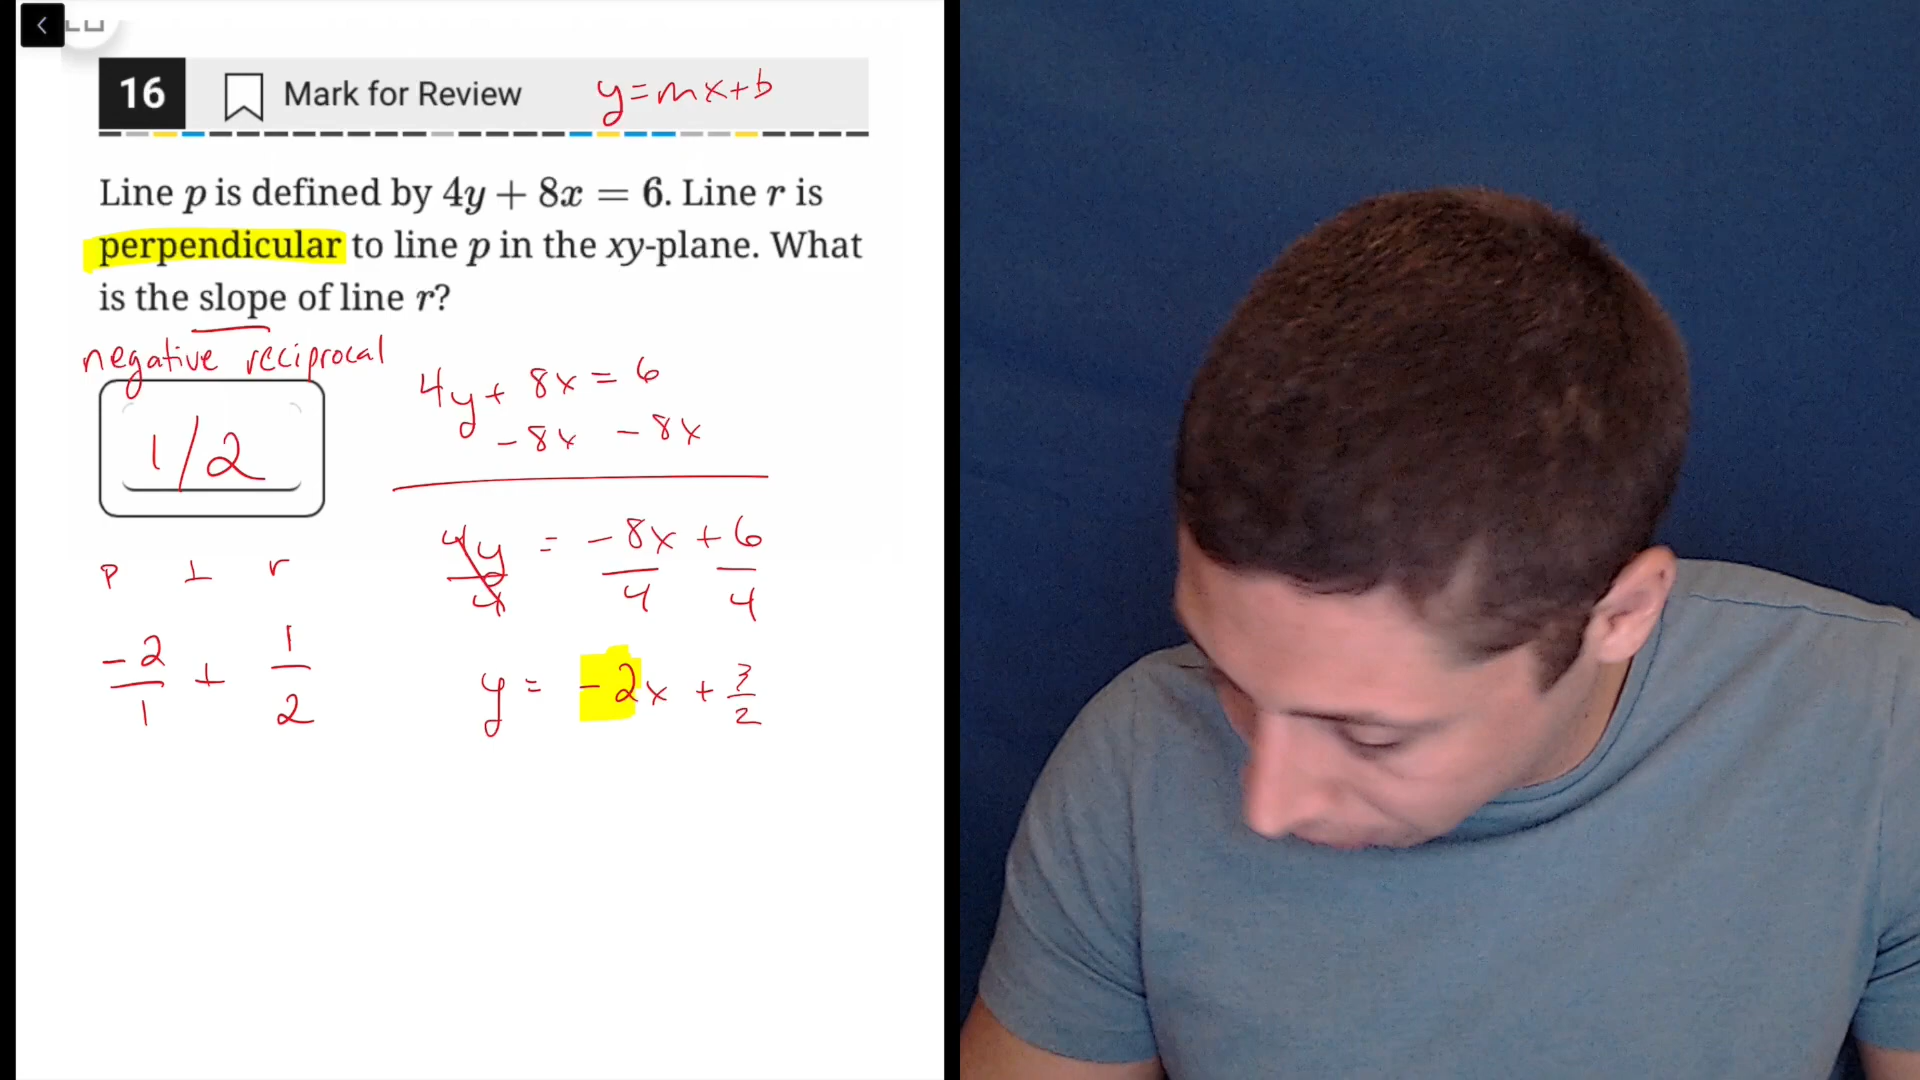 16 Mark for Review y=mx+b
Line p is defined by 4y + 8x = 6. Line r is
perpendicular to line p in the xy-plane. What
is the slope of line r?
negative reciprocal
1/2
4y + 8x = 6
-8x -8x
4y/4 = -8x/4 + 6/4
p ⊥ r
-2/1 ⊥ 1/2
y = -2x + 3/2